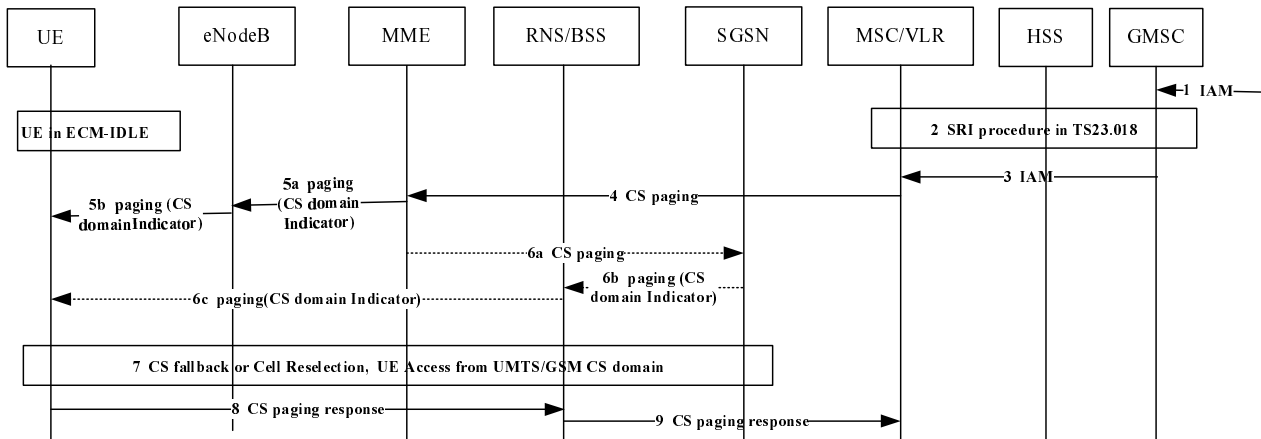 UE
eNodeB
MME
RNS/BSS
SGSN
MSC/VLR
HSS
GMSC
1 IAM
UE in ECM-IDLE
2 SRI procedure in TS23.018
3 IAM
4 CS paging
5a paging
(CS domain
Indicator)
5b paging (CS
domainIndicator)
6a CS paging
6b paging (CS
domain Indicator)
6c paging(CS domain Indicator)
7 CS fallback or Cell Reselection, UE Access from UMTS/GSM CS domain
8 CS paging response
9 CS paging response